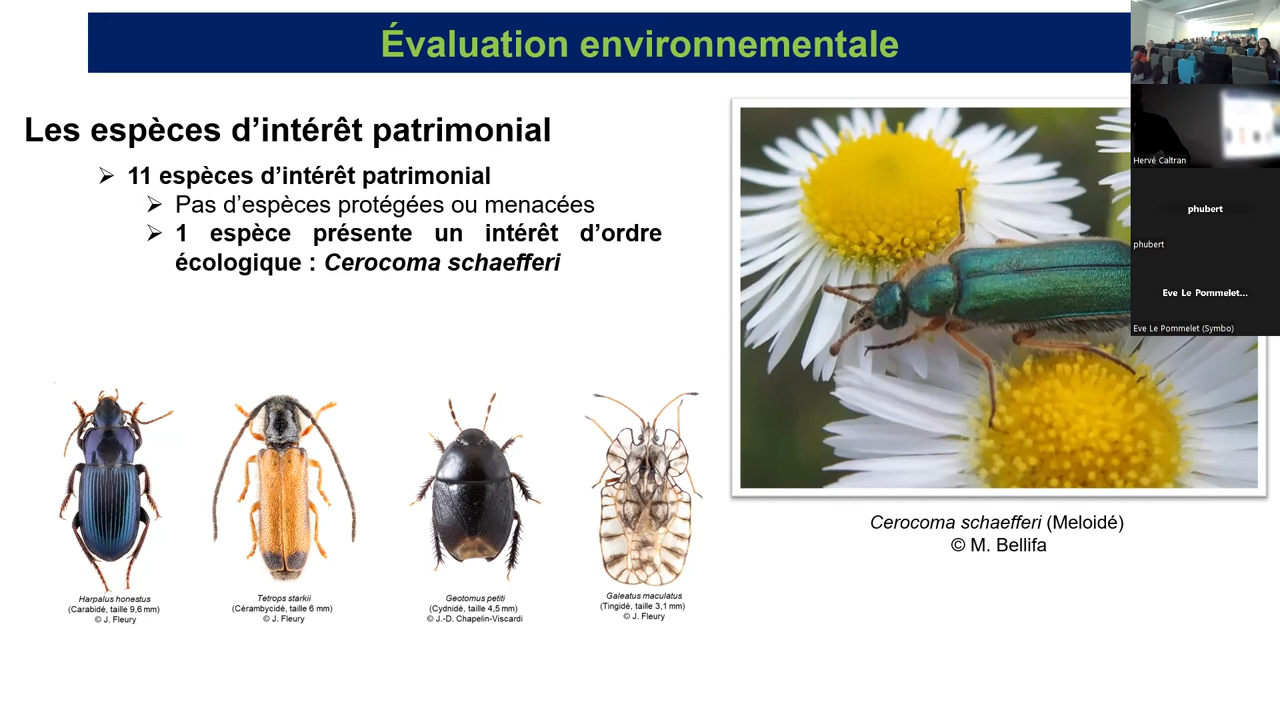 Évaluation environnementale
Les espèces d’intérêt patrimonial
➢ 11 espèces d’intérêt patrimonial
➢ Pas d’espèces protégées ou menacées
➢ 1 espèce présente un intérêt d’ordre
écologique : Cerocoma schaefferi
Harpalus honestus
(Carabidé, taille 9,6 mm)
© J. Fleury
Tetrops starkii
(Cérambycidé, taille 6 mm)
© J. Fleury
Geotomus petiti
(Cydnidé, taille 4,5 mm)
© J.-D. Chapelin-Viscardi
Galeatus maculatus
(Tingidé, taille 3,1 mm)
© J. Fleury
Cerocoma schaefferi (Meloidé)
© M. Bellifa
Hervé Caltran
phubert
phubert
Eve Le Pommelet...
Eve Le Pommelet (Symbo)